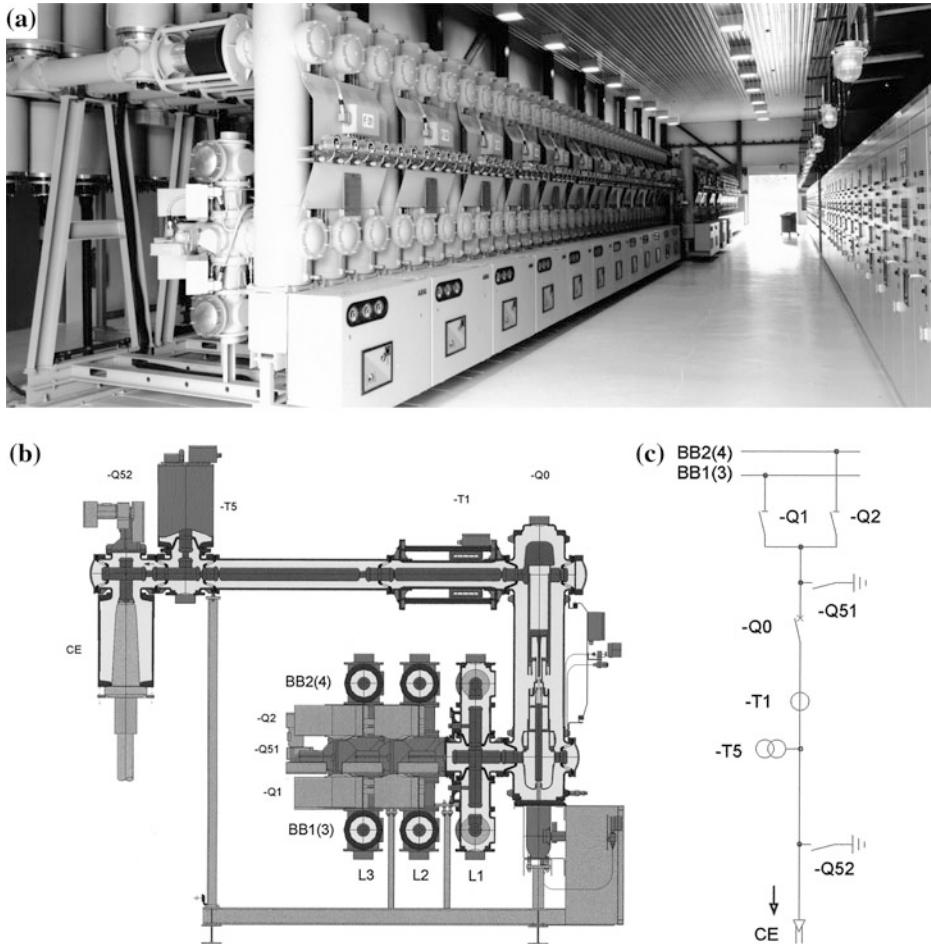 (a)
(b)
-Q52
-T5
-T1
-Q0
CE
BB2(4)
-Q2
-Q51
-Q1
BB1(3)
L3
L2
L1
(c)
BB2(4)
BB1(3)
-Q1
-Q2
-Q51
-Q0
-T1
-T5
-Q52
CE